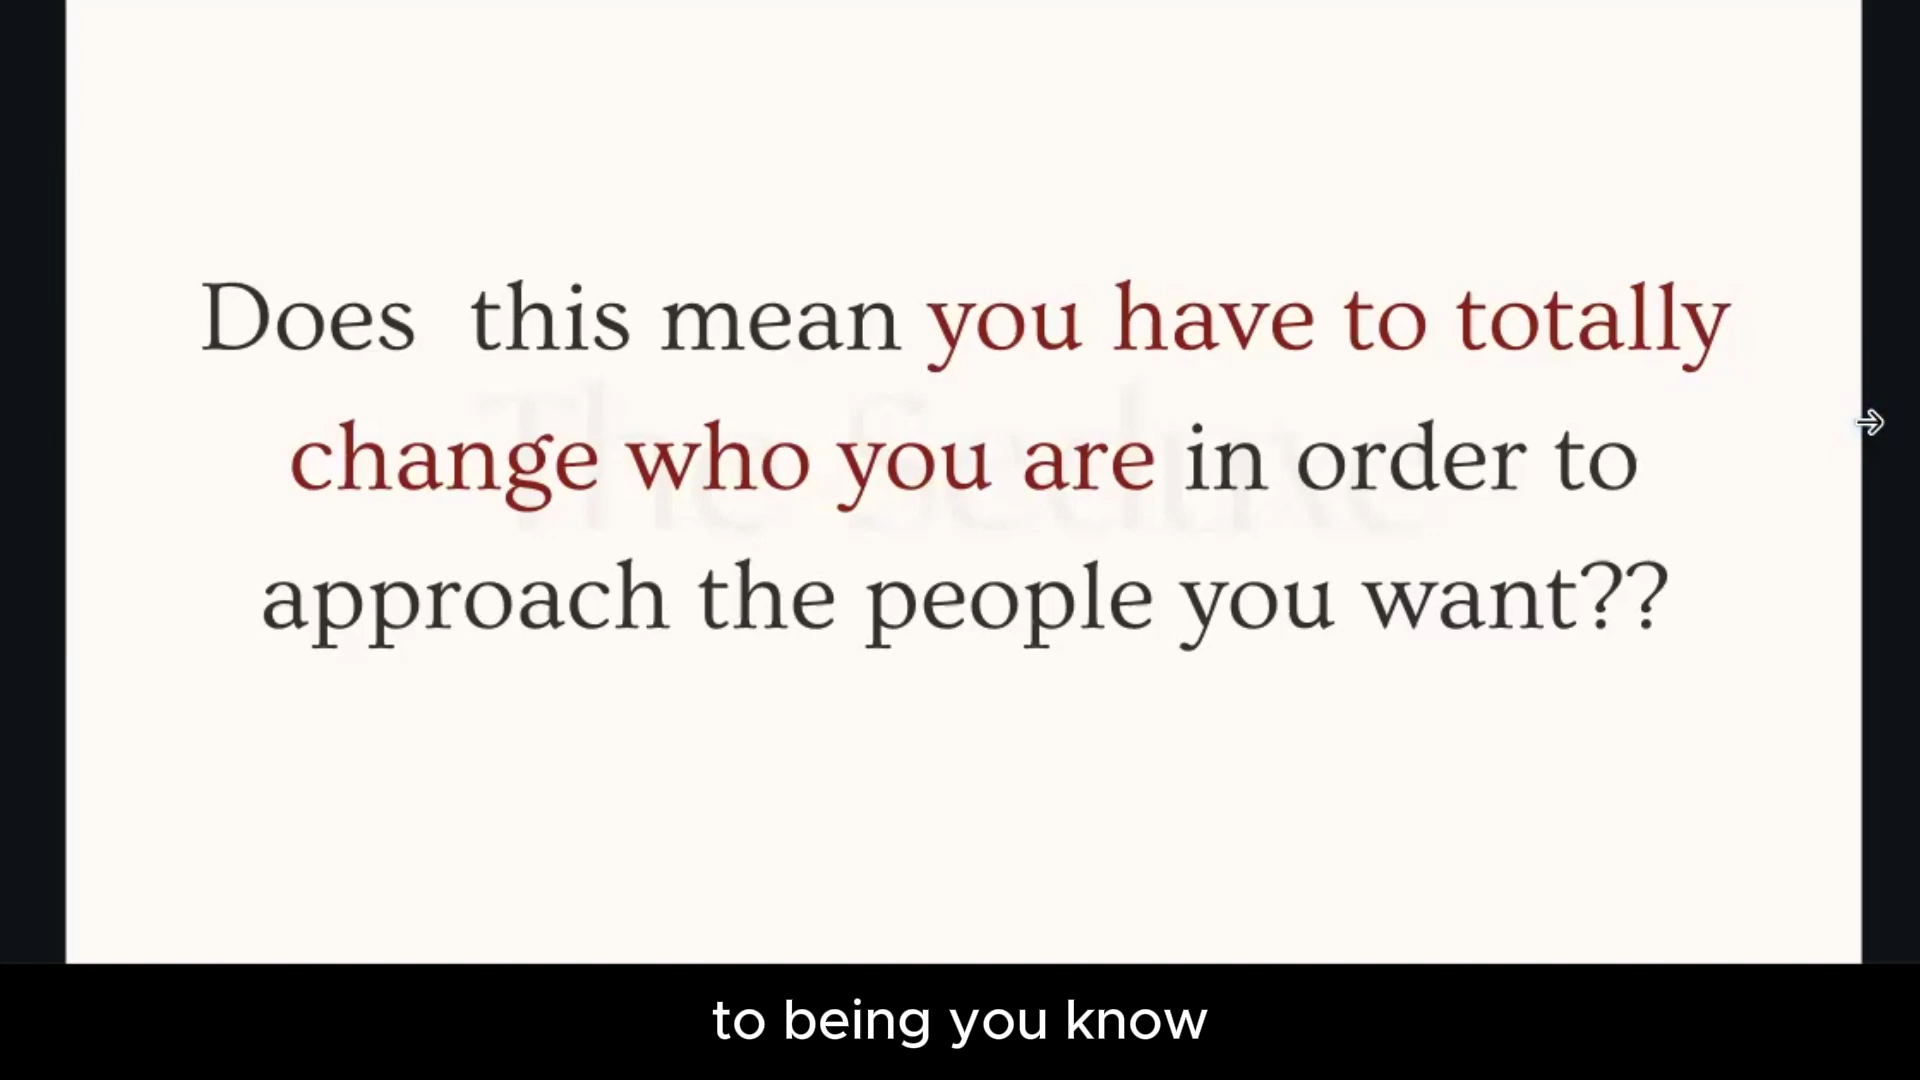 Does  this mean you have to totally
change who you are in order to
approach the people you want??
to being you know